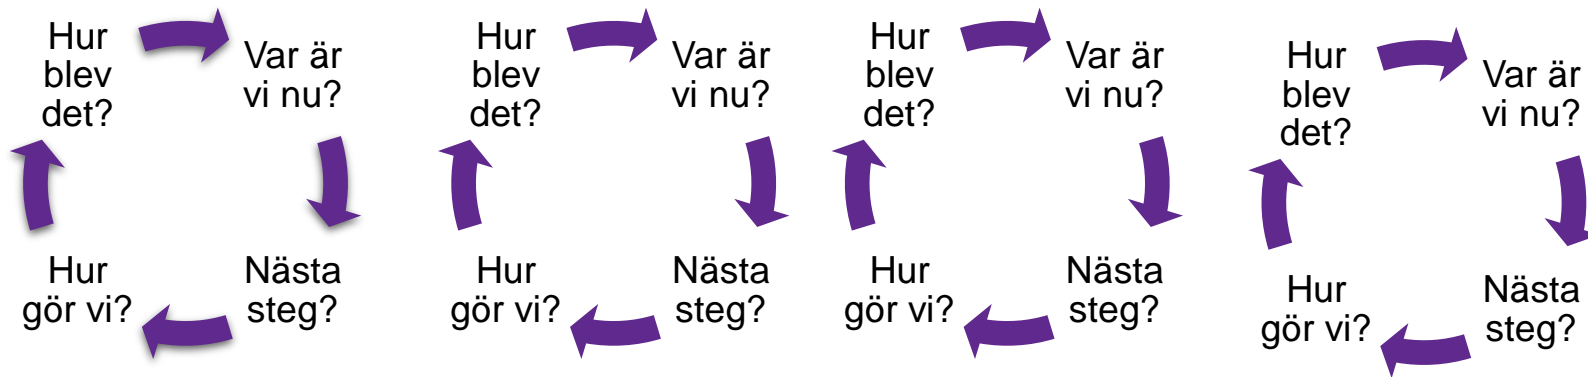 Hur
blev
det?
Var är
vi nu?
Nästa
steg?
Hur
gör vi?
Hur
blev
det?
Var är
vi nu?
Nästa
steg?
Hur
gör vi?
Hur
blev
det?
Var är
vi nu?
Nästa
steg?
Hur
gör vi?
Hur
blev
det?
Var är
vi nu?
Nästa
steg?
Hur
gör vi?